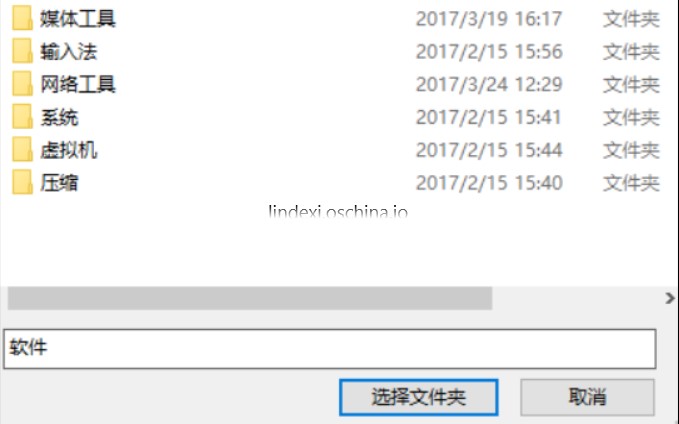 媒体工具 2017/3/19 16:17 文件夹
输入法 2017/2/15 15:56 文件夹
网络工具 2017/3/24 12:29 文件夹
系统 2017/2/15 15:41 文件夹
虚拟机 2017/2/15 15:44 文件夹
压缩 2017/2/15 15:40 文件夹
lindexi.oschina.io
软件
选择文件夹 取消